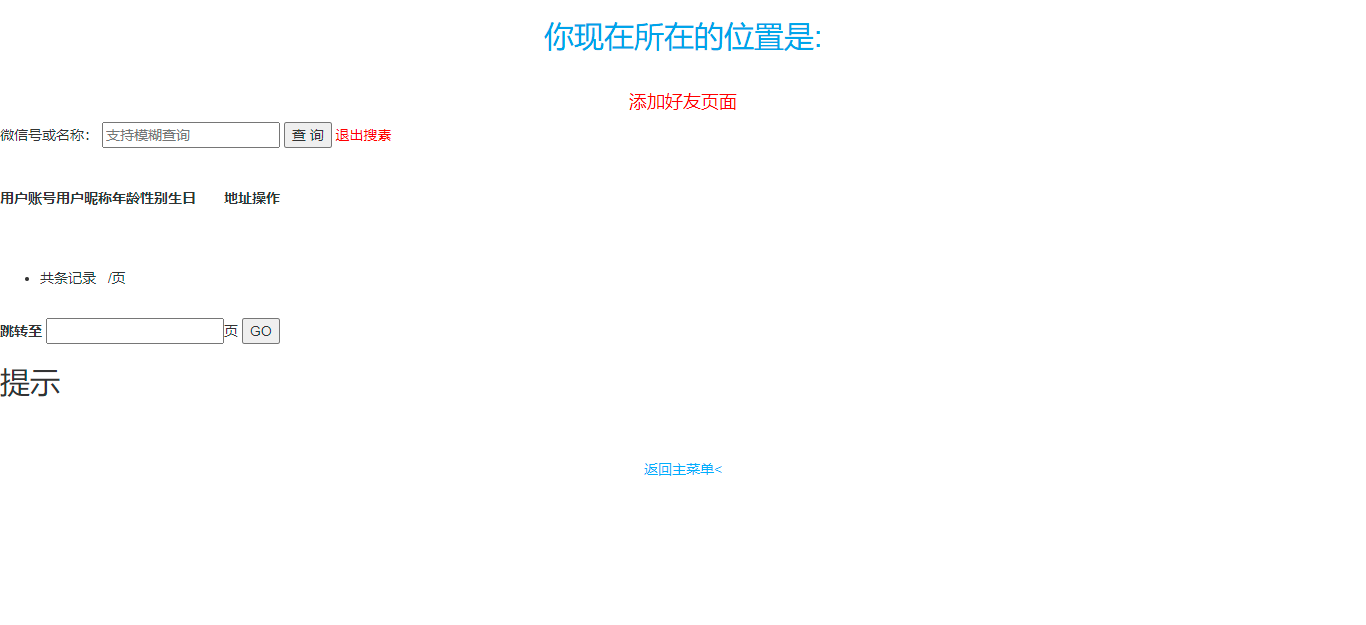 你现在所在的位置是:
添加好友页面
微信号或名称： 支持模糊查询 查 询 退出搜素
用户账号用户昵称年龄性别生日 地址操作
• 共条记录 /页
跳转至 页 GO
提示
返回主菜单<